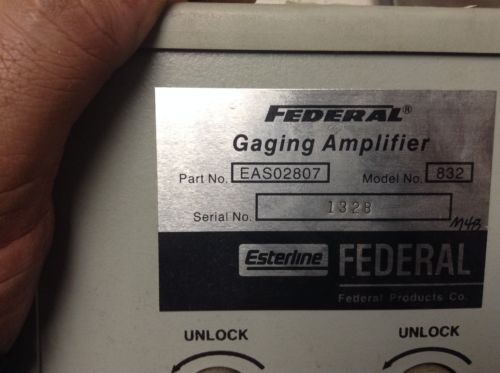 FEDERAL®
Gaging Amplifier
Part No. EAS02807 Model No. 832
Serial No. 1328
M4B
Esterline FEDERAL
Federal Products Co.
UNLOCK UNLOCK